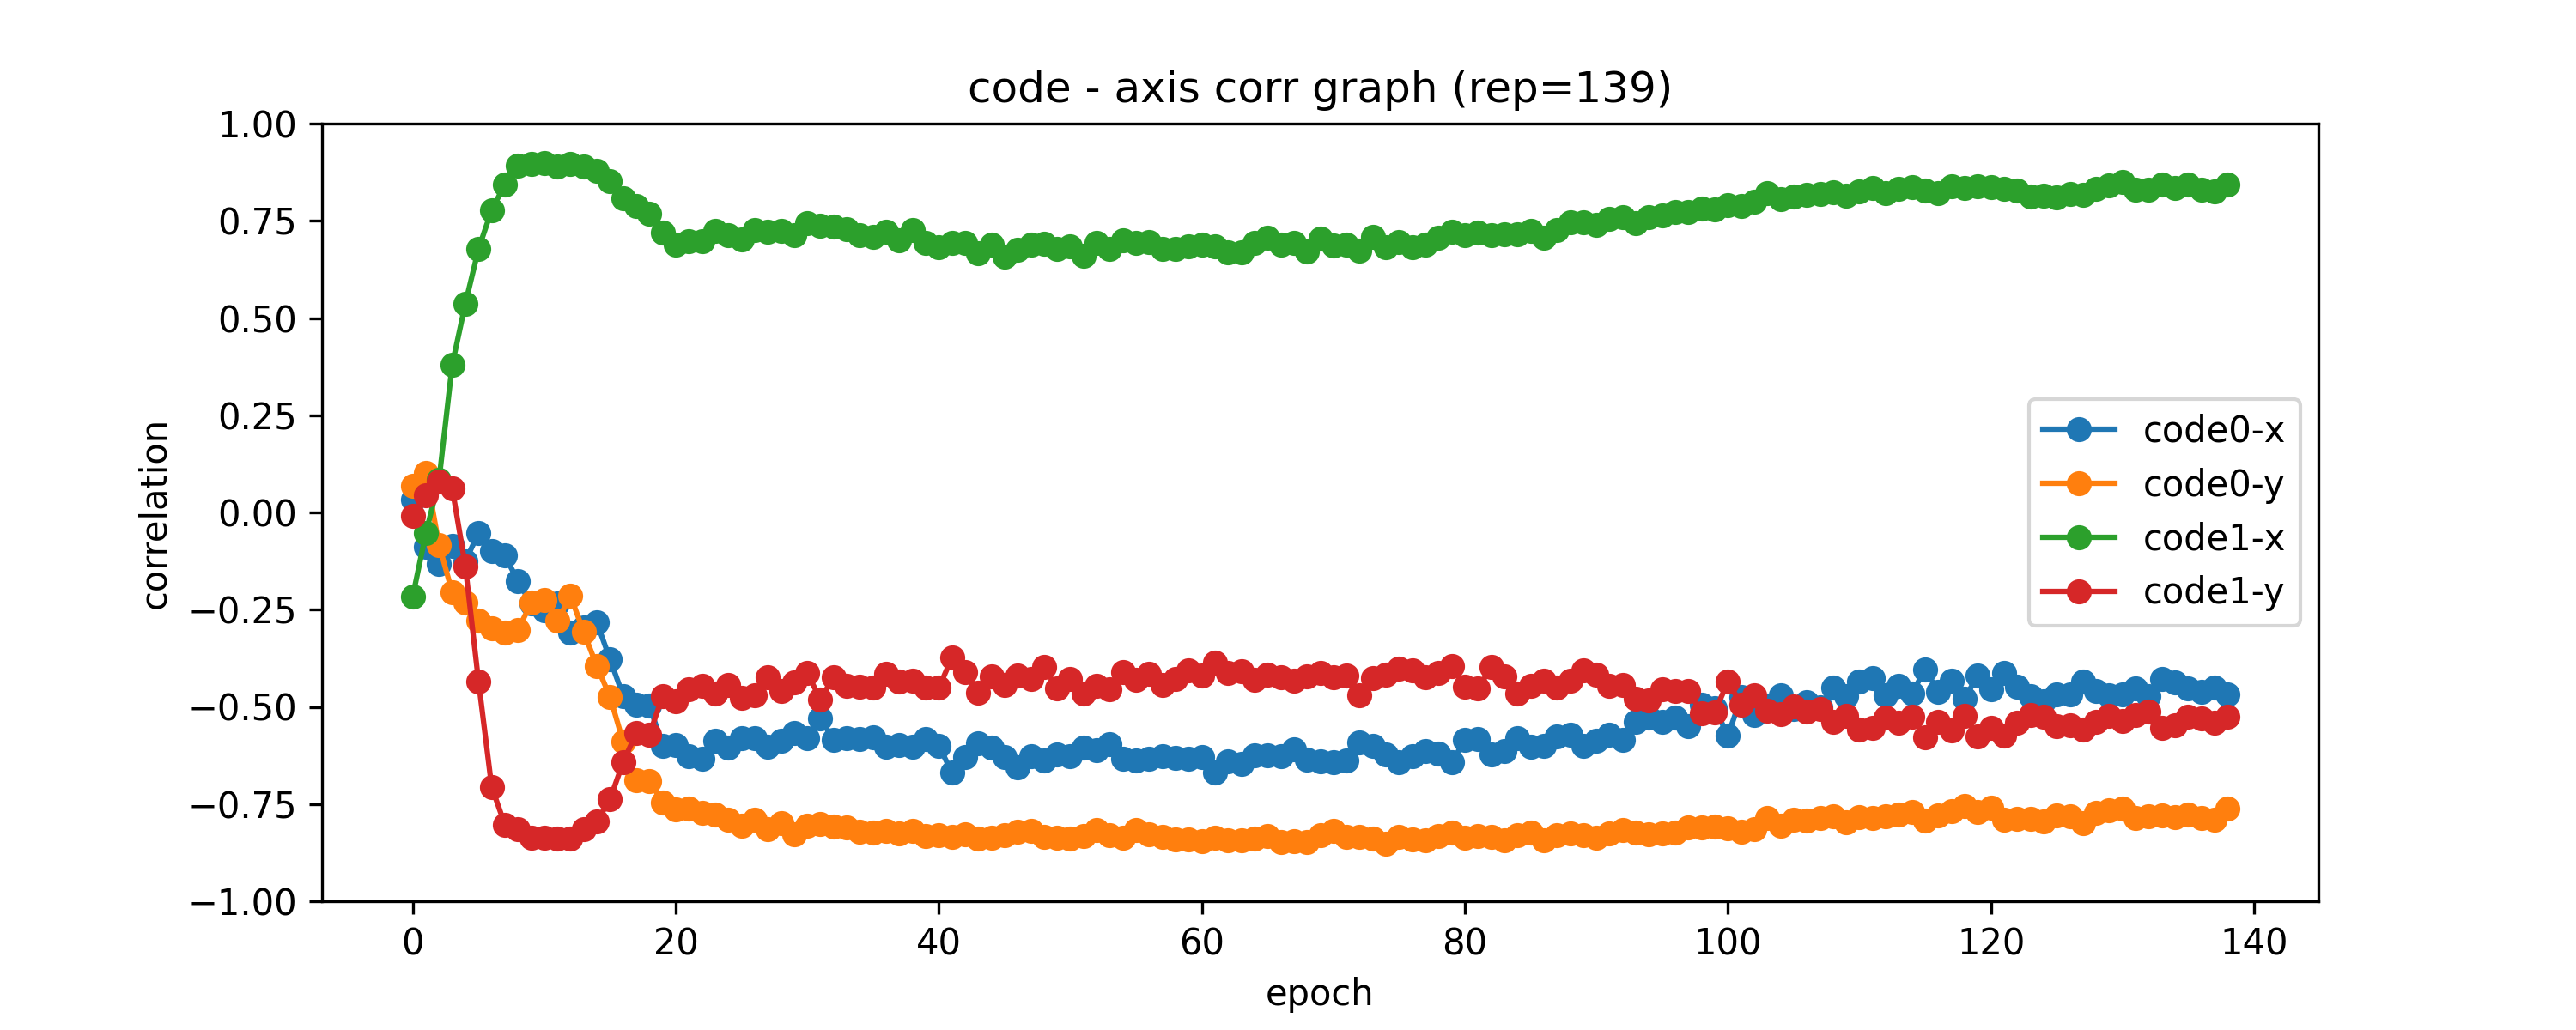 code - axis corr graph (rep=139)
1.00
0.75
0.50
0.25
0.00
−0.25
−0.50
−0.75
−1.00
correlation
code0-x
code0-y
code1-x
code1-y
0 20 40 60 80 100 120 140
epoch